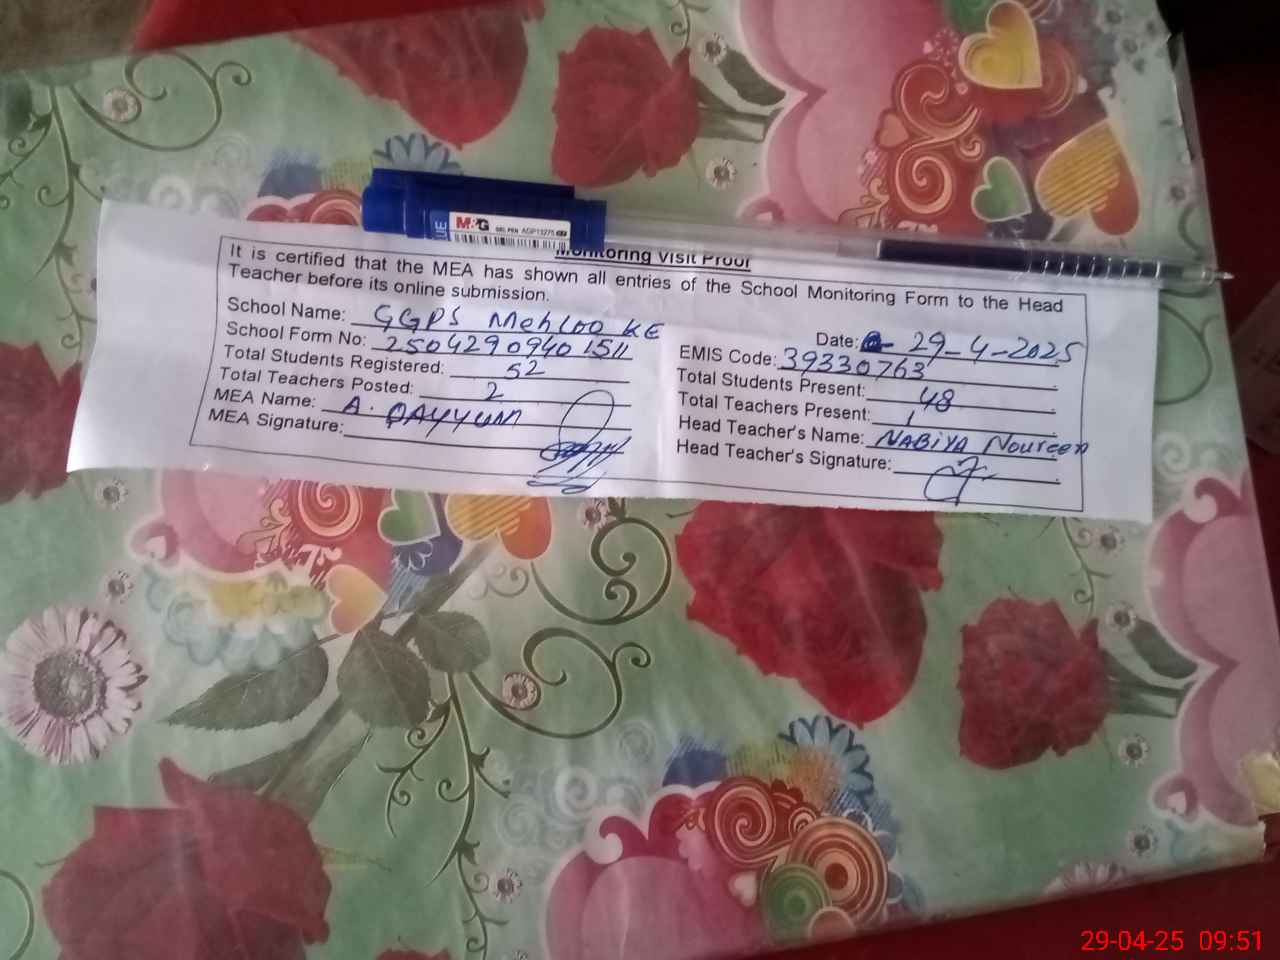 BLUE
M&G GEL PEN AGP13275
Monitoring Visit Proof
It is certified that the MEA has shown all entries of the School Monitoring Form to the Head
Teacher before its online submission.
School Name: GGPS Mehloo KE
Date: 29-4-2025
School Form No: 25042909401511
EMIS Code: 39330763
Total Students Registered: 52
Total Students Present: 48
Total Teachers Posted: 2
Total Teachers Present: 1
MEA Name: A. QAYYUM
Head Teacher's Name: NABIYA Noureen
MEA Signature:
Head Teacher's Signature:
29-04-25 09:51